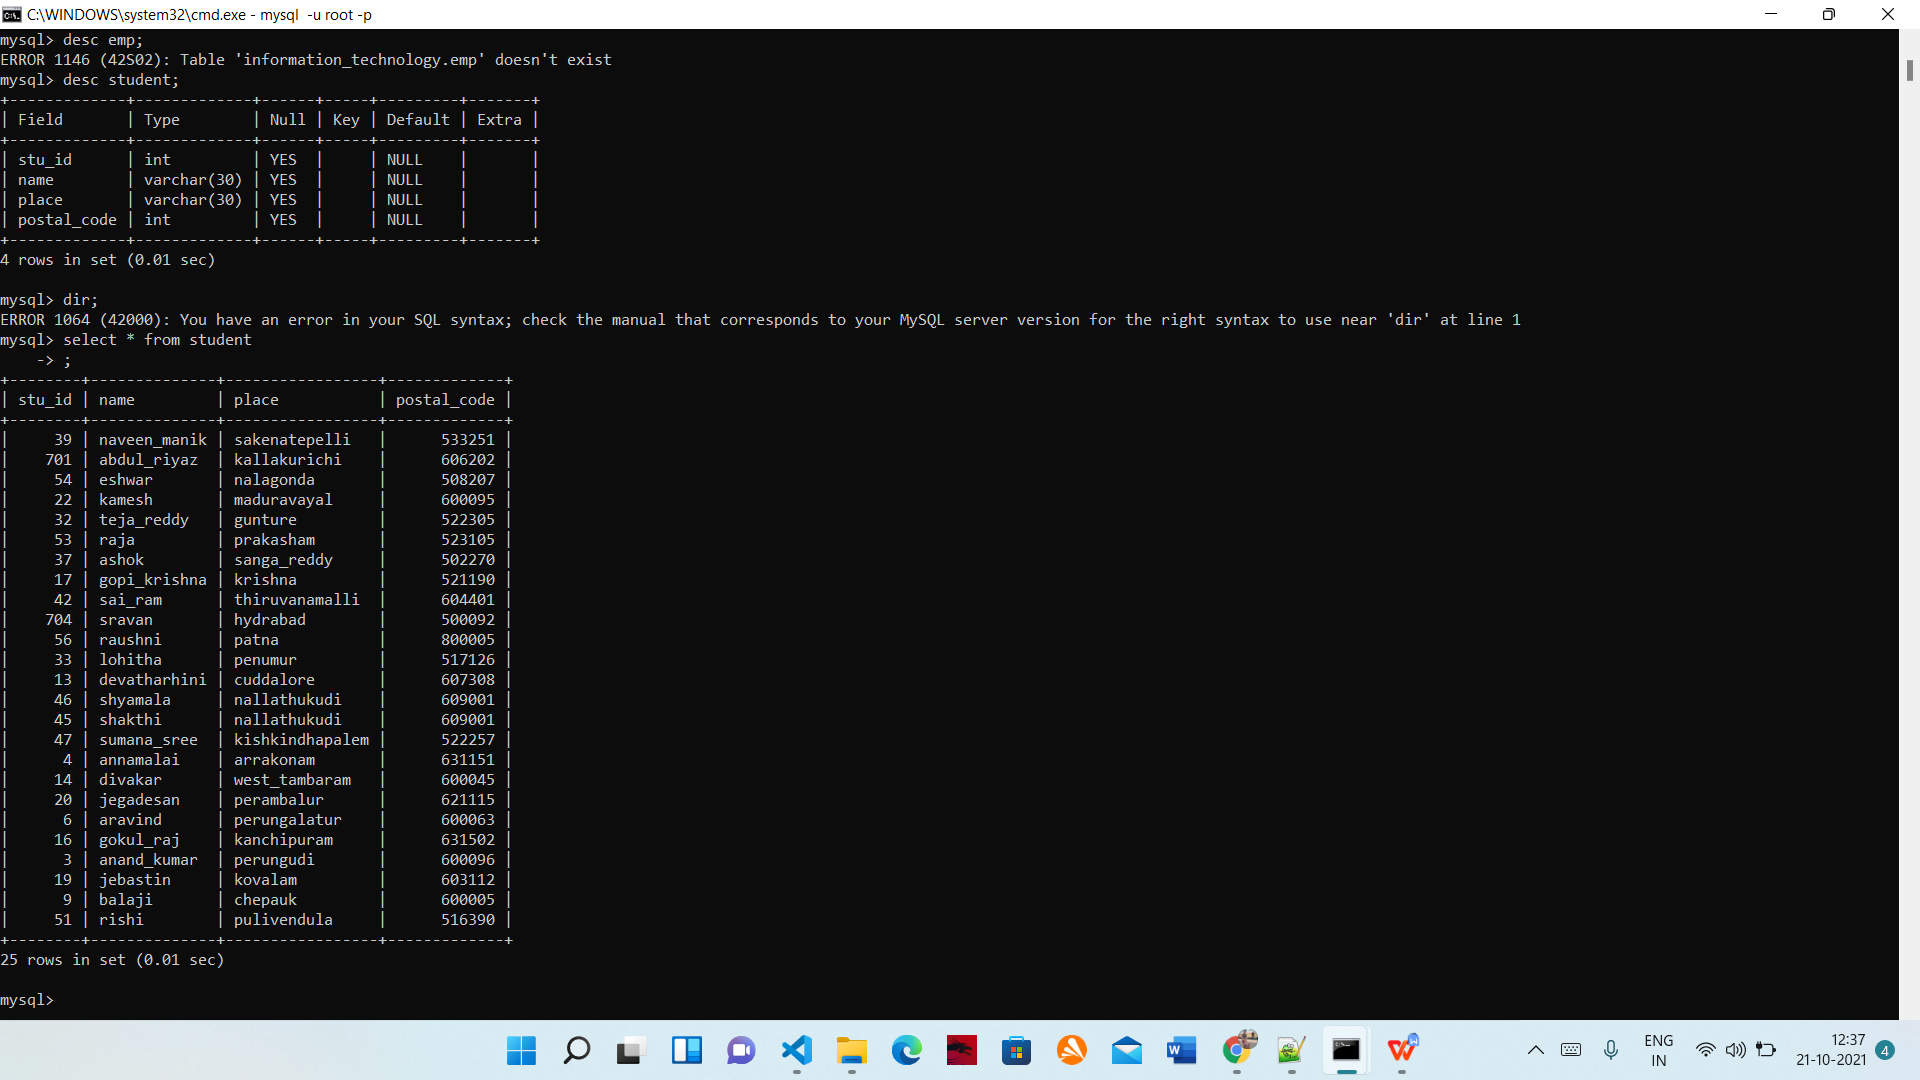 C:\WINDOWS\system32\cmd.exe - mysql  -u root -p
mysql> desc emp;
ERROR 1146 (42S02): Table 'information_technology.emp' doesn't exist
mysql> desc student;
+-------------+-------------+------+-----+---------+-------+
| Field       | Type        | Null | Key | Default | Extra |
+-------------+-------------+------+-----+---------+-------+
| stu_id      | int         | YES  |     | NULL    |       |
| name        | varchar(30) | YES  |     | NULL    |       |
| place       | varchar(30) | YES  |     | NULL    |       |
| postal_code | int         | YES  |     | NULL    |       |
+-------------+-------------+------+-----+---------+-------+
4 rows in set (0.01 sec)
mysql> dir;
ERROR 1064 (42000): You have an error in your SQL syntax; check the manual that corresponds to your MySQL server version for the right syntax to use near 'dir' at line 1
mysql> select * from student
    -> ;
+--------+--------------+-----------------+-------------+
| stu_id | name         | place           | postal_code |
+--------+--------------+-----------------+-------------+
|     39 | naveen_manik | sakenatepelli   |      533251 |
|    701 | abdul_riyaz  | kallakurichi    |      606202 |
|     54 | eshwar       | nalagonda       |      508207 |
|     22 | kamesh       | maduravayal     |      600095 |
|     32 | teja_reddy   | gunture         |      522305 |
|     53 | raja         | prakasham       |      523105 |
|     37 | ashok        | sanga_reddy     |      502270 |
|     17 | gopi_krishna | krishna         |      521190 |
|     42 | sai_ram      | thiruvanamalli  |      604401 |
|    704 | sravan       | hydrabad        |      500092 |
|     56 | raushni      | patna           |      800005 |
|     33 | lohitha      | penumur         |      517126 |
|     13 | devatharhini | cuddalore       |      607308 |
|     46 | shyamala     | nallathukudi    |      609001 |
|     45 | shakthi      | nallathukudi    |      609001 |
|     47 | sumana_sree  | kishkindhapalem |      522257 |
|      4 | annamalai    | arrakonam       |      631151 |
|     14 | divakar      | west_tambaram   |      600045 |
|     20 | jegadesan    | perambalur      |      621115 |
|      6 | aravind      | perungalatur    |      600063 |
|     16 | gokul_raj    | kanchipuram     |      631502 |
|      3 | anand_kumar  | perungudi       |      600096 |
|     19 | jebastin     | kovalam         |      603112 |
|      9 | balaji       | chepauk         |      600005 |
|     51 | rishi        | pulivendula     |      516390 |
+--------+--------------+-----------------+-------------+
25 rows in set (0.01 sec)
mysql>
ENG 12:37
IN 21-10-2021 4